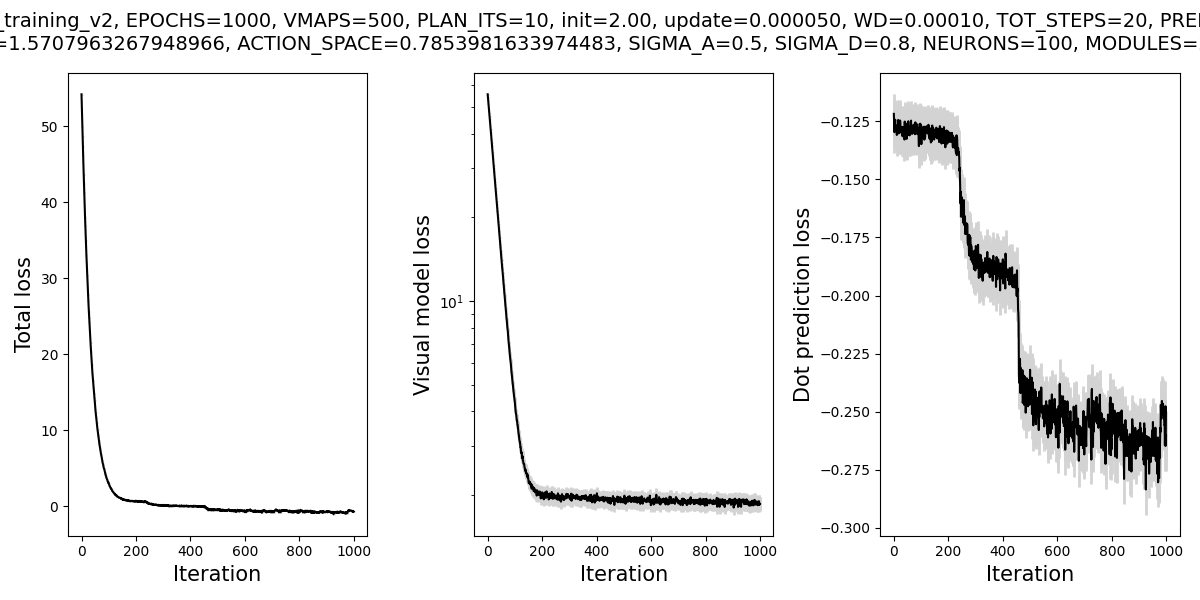 _training_v2, EPOCHS=1000, VMAPS=500, PLAN_ITS=10, init=2.00, update=0.000050, WD=0.00010, TOT_STEPS=20,
=1.5707963267948966, ACTION_SPACE=0.7853981633974483, SIGMA_A=0.5, SIGMA_D=0.8, NEURONS=100, MODULES=
Total loss
50
40
30
20
10
0
0 200 400 600 800 1000
Iteration
Visual model loss
10¹
0 200 400 600 800 1000
Iteration
Dot prediction loss
−0.125
−0.150
−0.175
−0.200
−0.225
−0.250
−0.275
−0.300
0 200 400 600 800 1000
Iteration